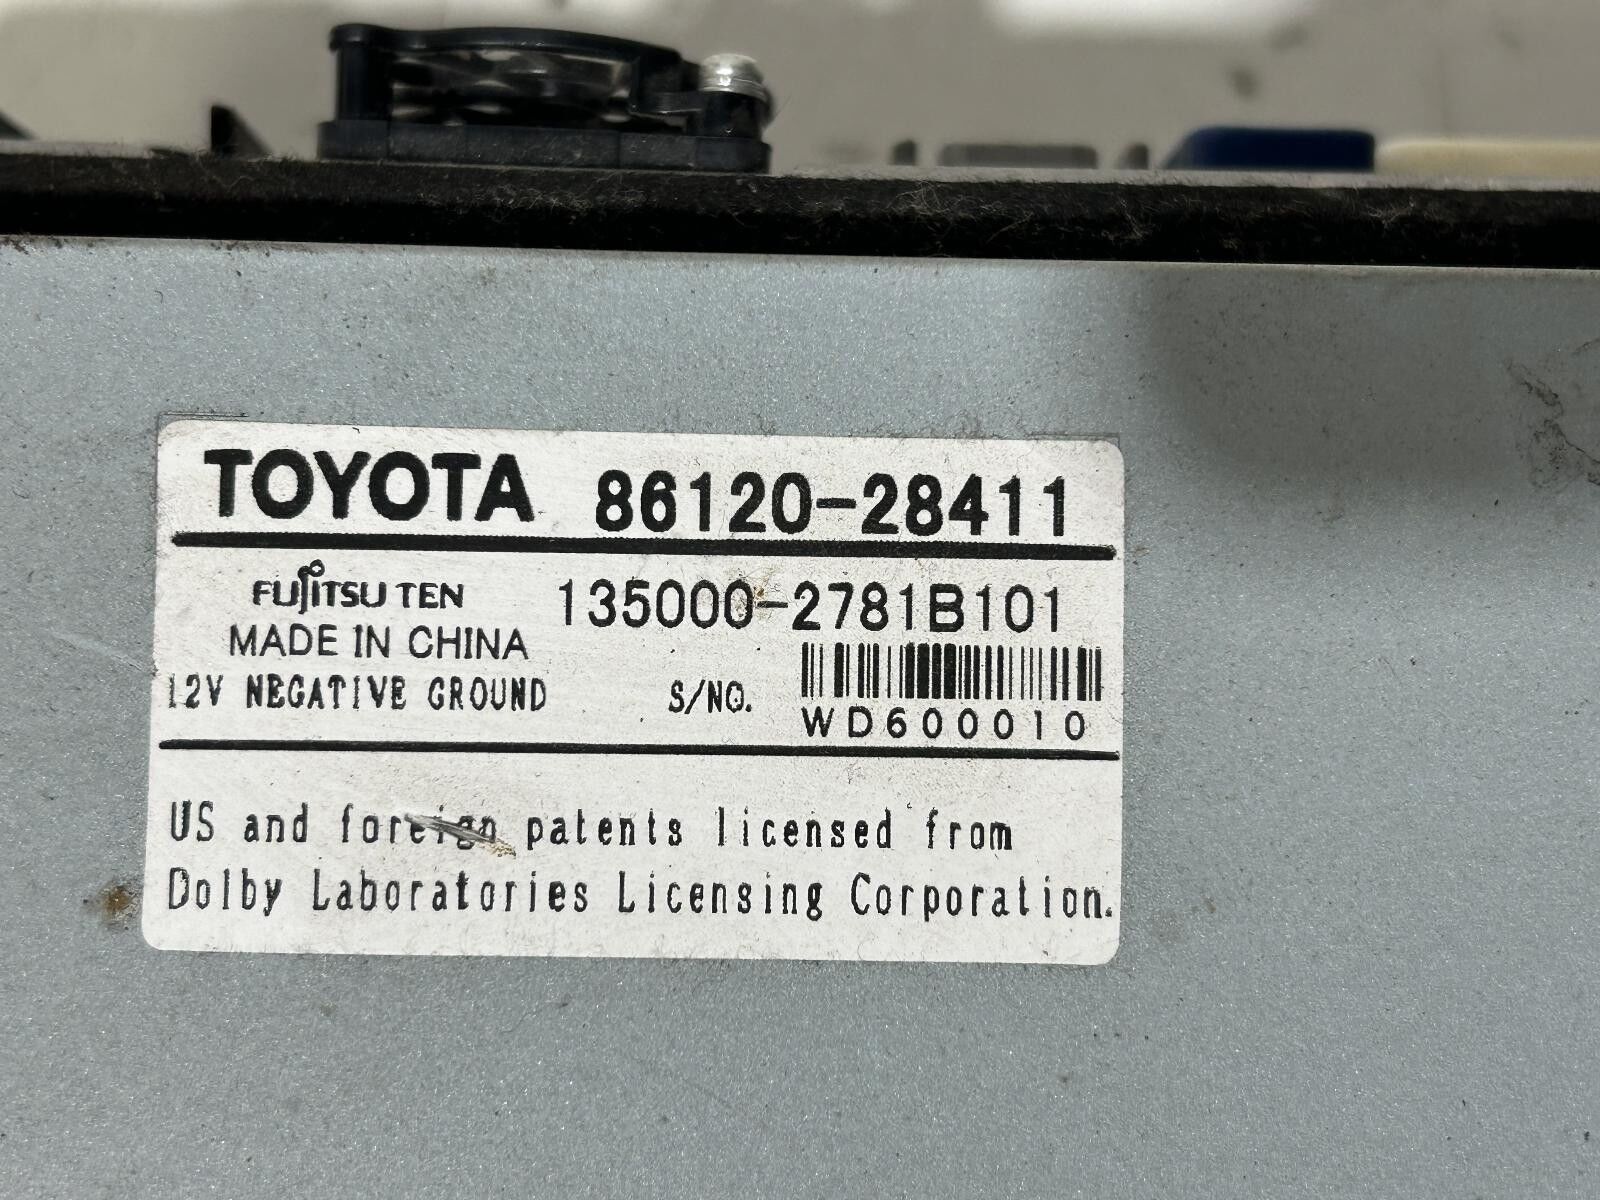 TOYOTA 86120-28411
FUJITSU TEN 135000-2781B101
MADE IN CHINA
12V NEGATIVE GROUND S/NO.
WD600010
US and foreign patents licensed from
Dolby Laboratories Licensing Corporation.